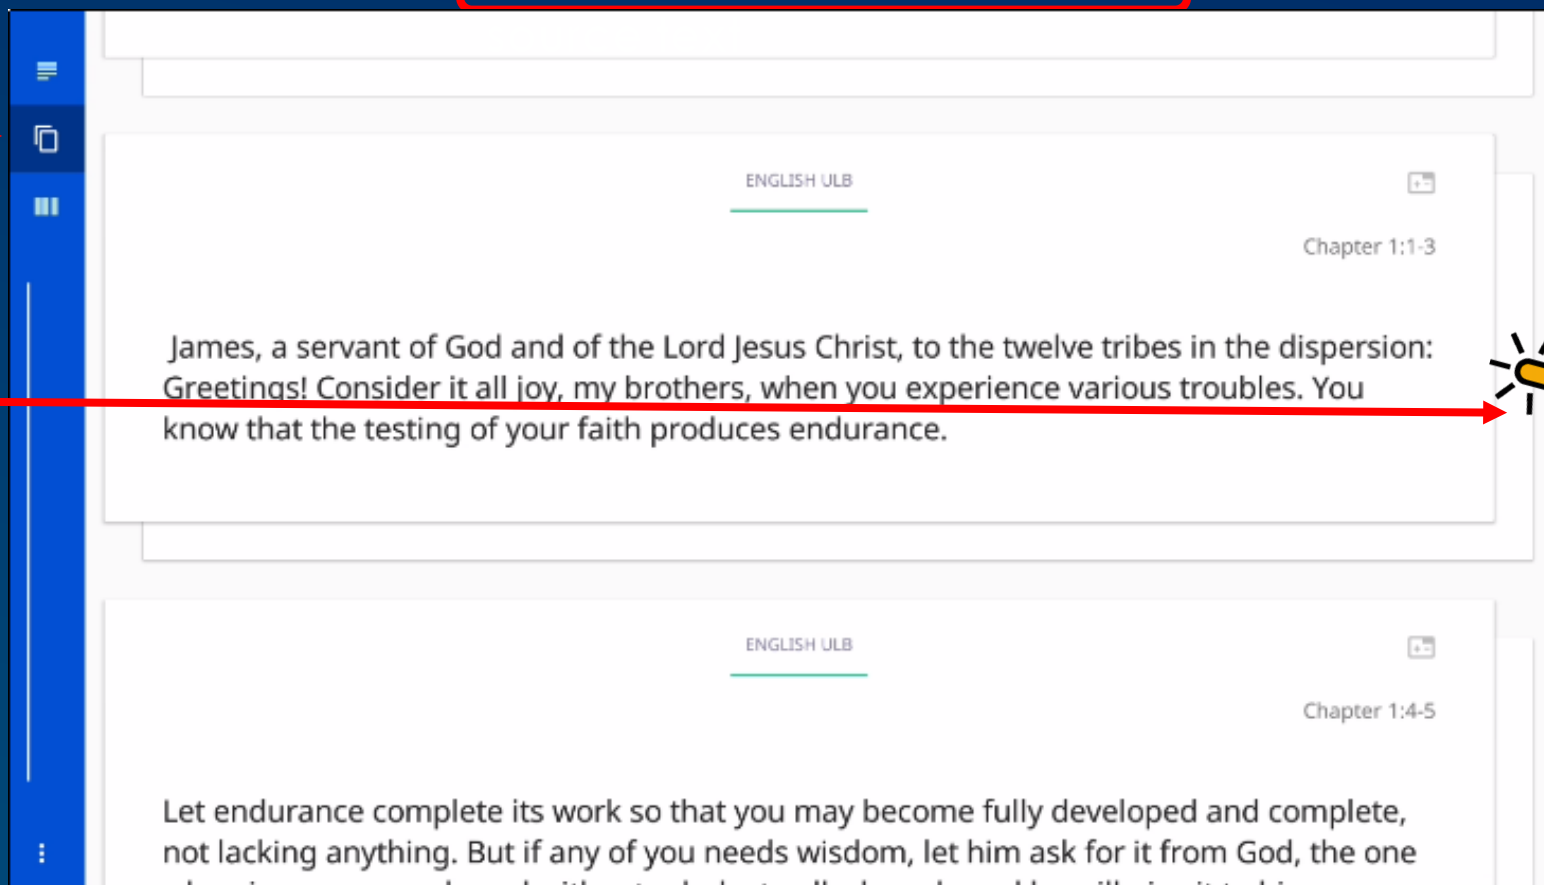 ENGLISH ULB
Chapter 1:1-3
James, a servant of God and of the Lord Jesus Christ, to the twelve tribes in the dispersion:
Greetings! Consider it all joy, my brothers, when you experience various troubles. You
know that the testing of your faith produces endurance.
ENGLISH ULB
Chapter 1:4-5
Let endurance complete its work so that you may become fully developed and complete,
not lacking anything. But if any of you needs wisdom, let him ask for it from God, the one